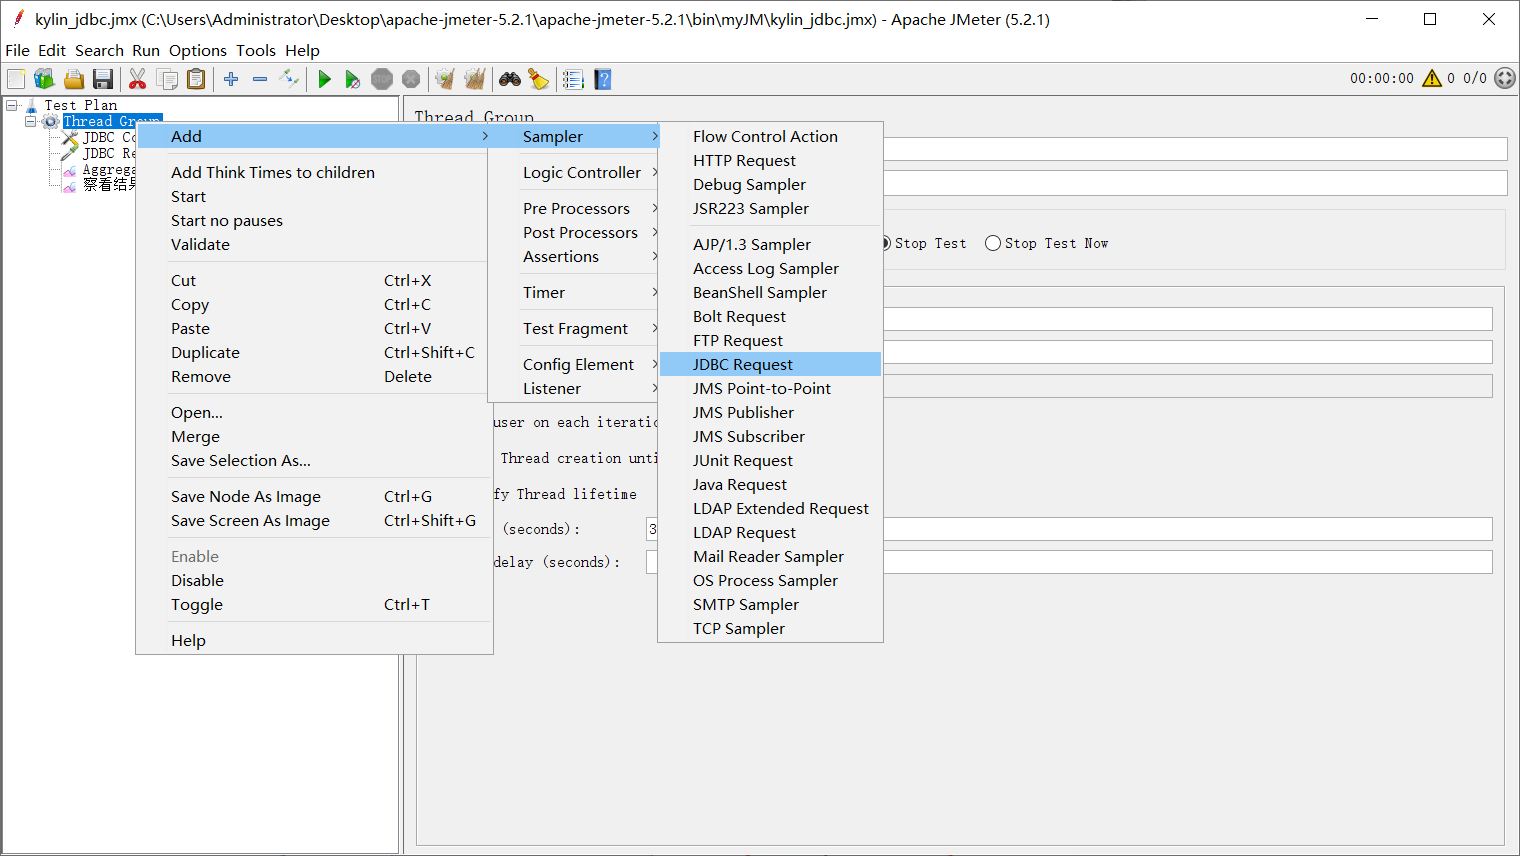 kylin_jdbc.jmx (C:\Users\Administrator\Desktop\apache-jmeter-5.2.1\apache-jmeter-5.2.1\bin\myJM\kylin_jdbc.jmx) - Apache JMeter (5.2.1)
File Edit Search Run Options Tools Help
00:00:00 0 0/0
Test Plan
Thread Group
JDBC
JDBC
察看结果
Add
Add Think Times to children
Start
Start no pauses
Validate
Cut Ctrl+X
Copy Ctrl+C
Paste Ctrl+V
Duplicate Ctrl+Shift+C
Remove Delete
Open...
Merge
Save Selection As...
Save Node As Image Ctrl+G
Save Screen As Image Ctrl+Shift+G
Enable
Disable
Toggle Ctrl+T
Help
Sampler
Logic Controller
Pre Processors
Post Processors
Assertions
Timer
Test Fragment
Config Element
Listener
Flow Control Action
HTTP Request
Debug Sampler
JSR223 Sampler
AJP/1.3 Sampler
Access Log Sampler
BeanShell Sampler
Bolt Request
FTP Request
JDBC Request
JMS Point-to-Point
JMS Publisher
JMS Subscriber
JUnit Request
Java Request
LDAP Extended Request
LDAP Request
Mail Reader Sampler
OS Process Sampler
SMTP Sampler
TCP Sampler
Thread Group
Stop Test Stop Test Now
user on each
Thread creation
Thread lifetime
(seconds): 3
delay (seconds):